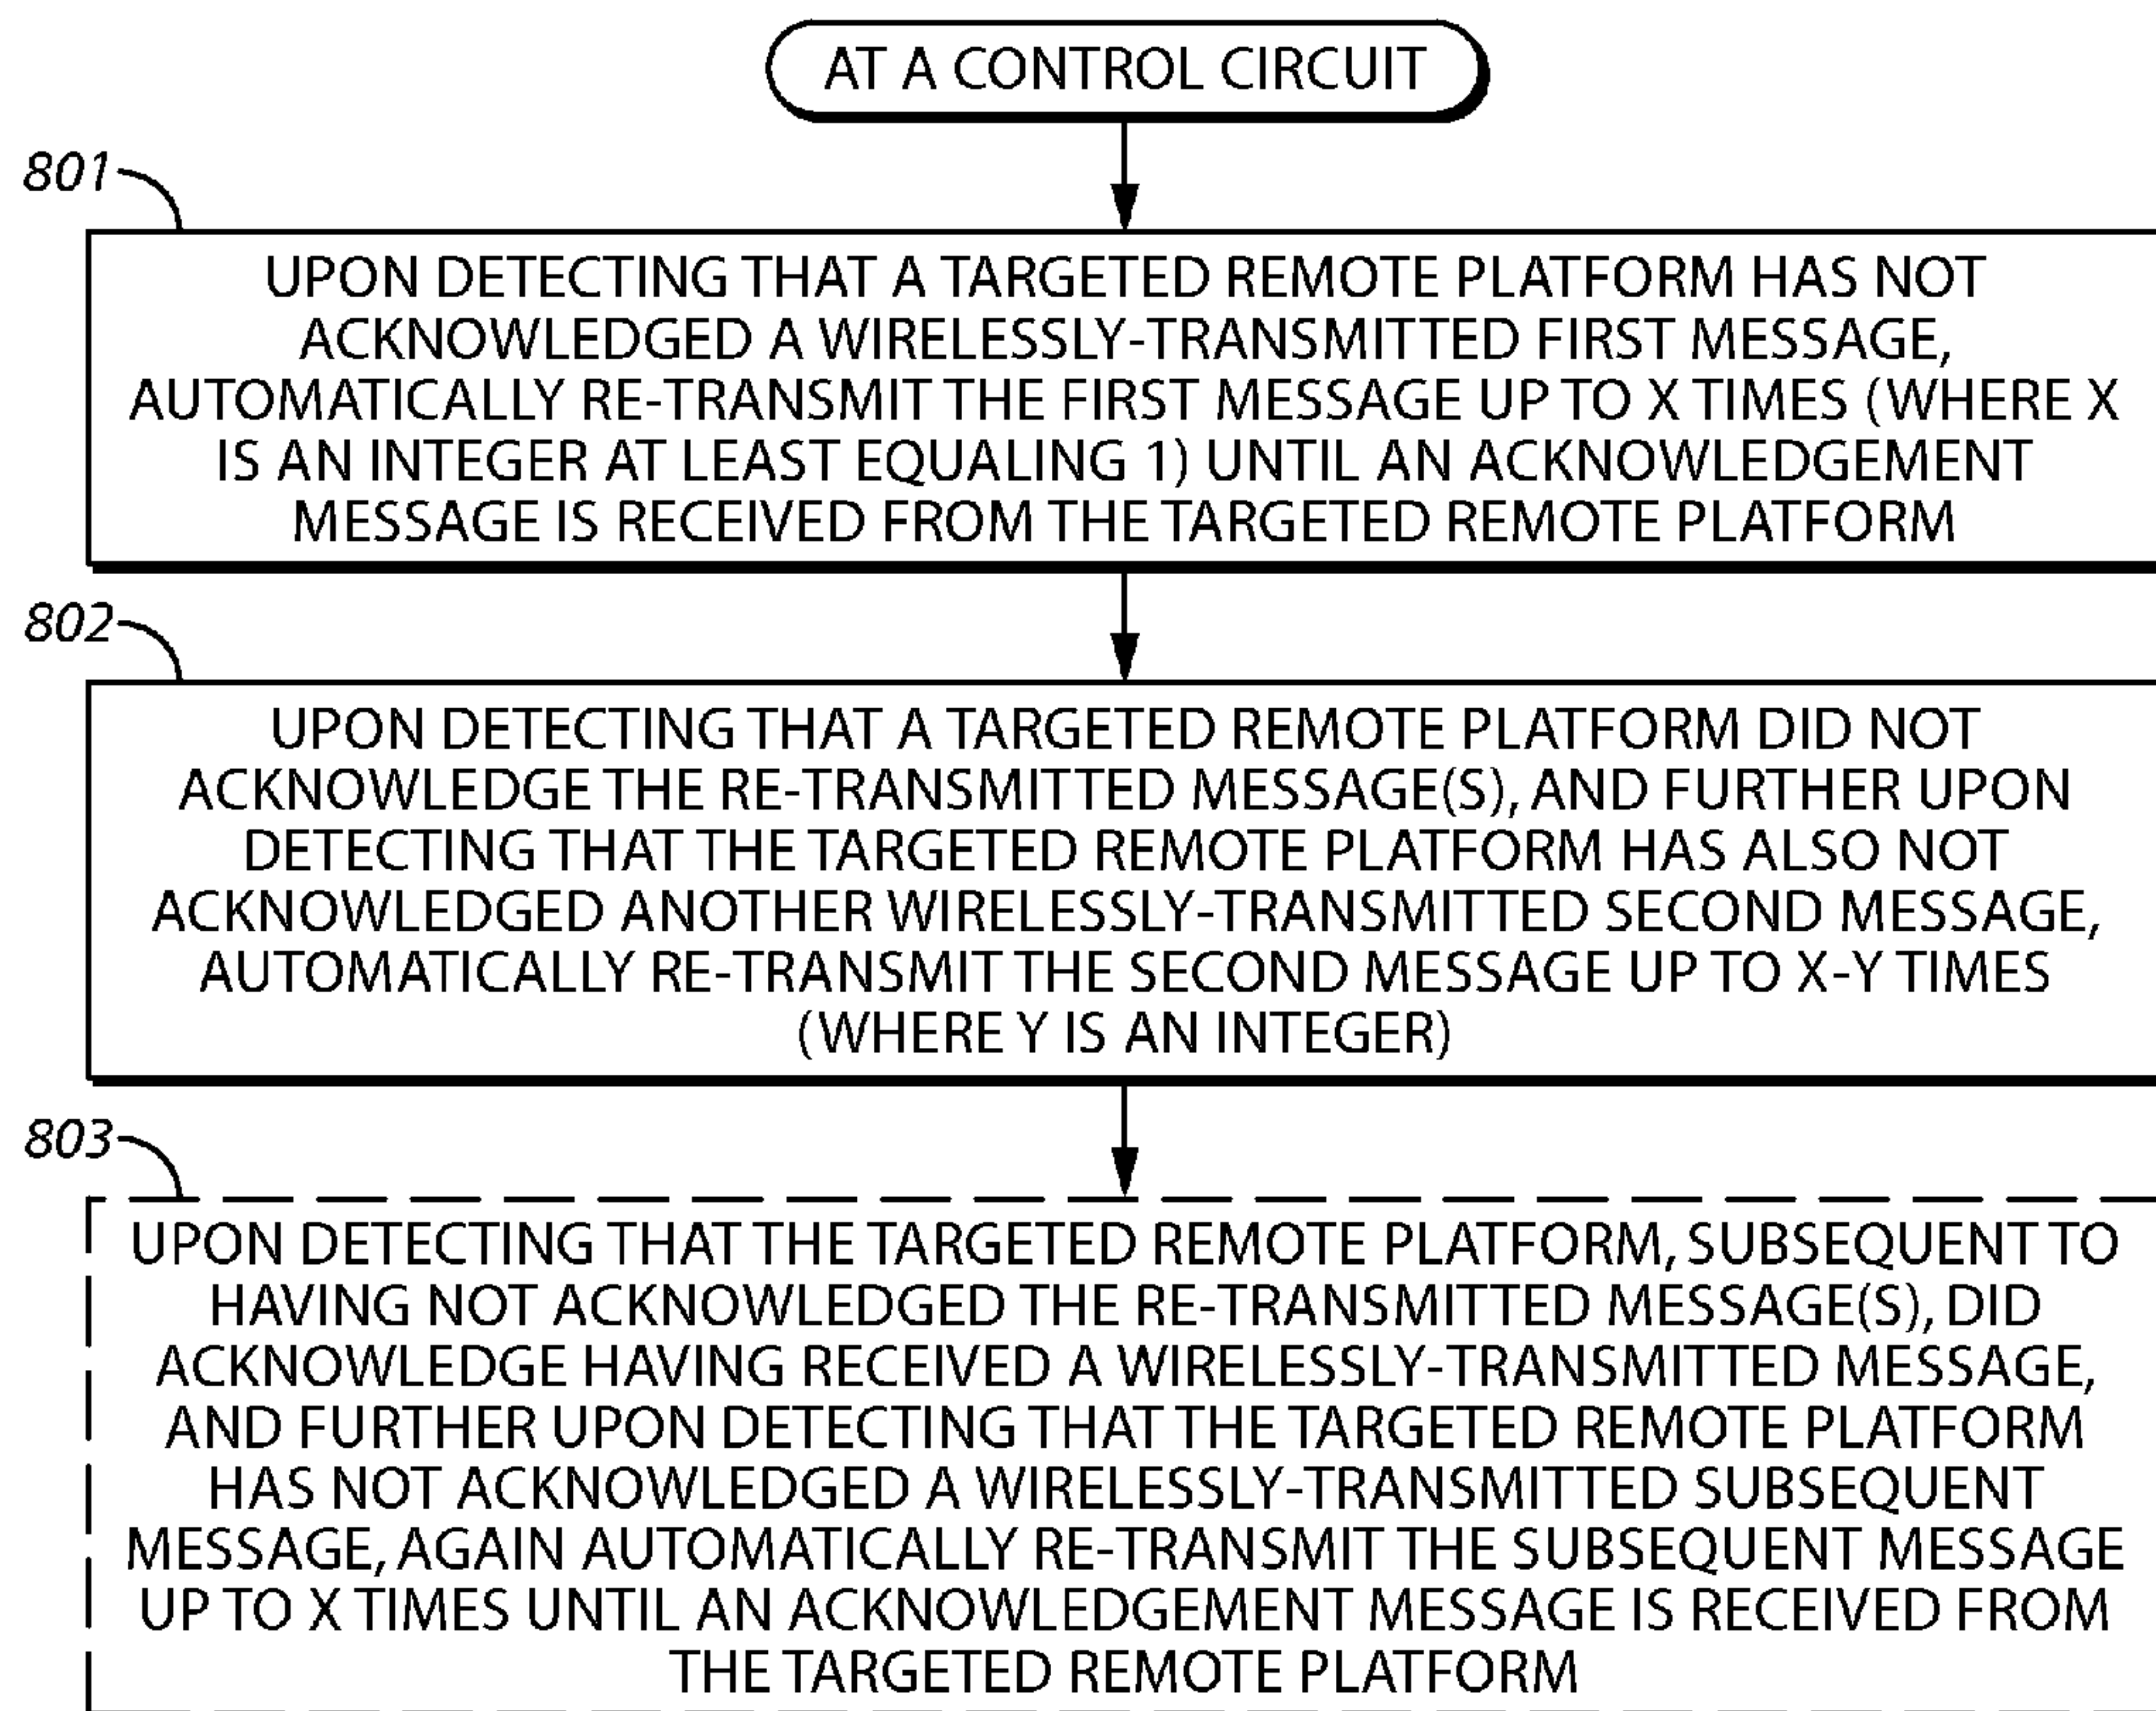 AT A CONTROL CIRCUIT
801
UPON DETECTING THAT A TARGETED REMOTE PLATFORM HAS NOT
ACKNOWLEDGED A WIRELESSLY-TRANSMITTED FIRST MESSAGE,
AUTOMATICALLY RE-TRANSMIT THE FIRST MESSAGE UP TO X TIMES (WHERE X
IS AN INTEGER AT LEAST EQUALING 1) UNTIL AN ACKNOWLEDGEMENT
MESSAGE IS RECEIVED FROM THE TARGETED REMOTE PLATFORM
802
UPON DETECTING THAT A TARGETED REMOTE PLATFORM DID NOT
ACKNOWLEDGE THE RE-TRANSMITTED MESSAGE(S), AND FURTHER UPON
DETECTING THAT THE TARGETED REMOTE PLATFORM HAS ALSO NOT
ACKNOWLEDGED ANOTHER WIRELESSLY-TRANSMITTED SECOND MESSAGE,
AUTOMATICALLY RE-TRANSMIT THE SECOND MESSAGE UP TO X-Y TIMES
(WHERE Y IS AN INTEGER)
803
UPON DETECTING THAT THE TARGETED REMOTE PLATFORM, SUBSEQUENT TO
HAVING NOT ACKNOWLEDGED THE RE-TRANSMITTED MESSAGE(S), DID
ACKNOWLEDGE HAVING RECEIVED A WIRELESSLY-TRANSMITTED MESSAGE,
AND FURTHER UPON DETECTING THAT THE TARGETED REMOTE PLATFORM
HAS NOT ACKNOWLEDGED A WIRELESSLY-TRANSMITTED SUBSEQUENT
MESSAGE, AGAIN AUTOMATICALLY RE-TRANSMIT THE SUBSEQUENT MESSAGE
UP TO X TIMES UNTIL AN ACKNOWLEDGEMENT MESSAGE IS RECEIVED FROM
THE TARGETED REMOTE PLATFORM